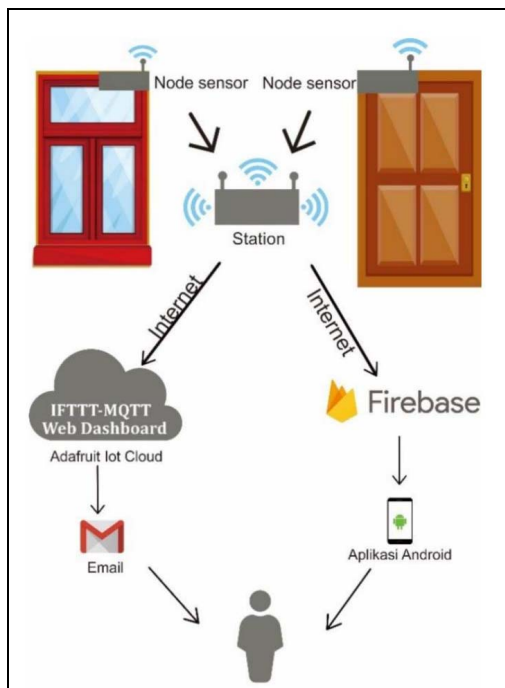 Node sensor
Node sensor
Station
Internet
Internet
IFTTT-MQTT
Web Dashboard
Adafruit Iot Cloud
Firebase
Email
Aplikasi Android